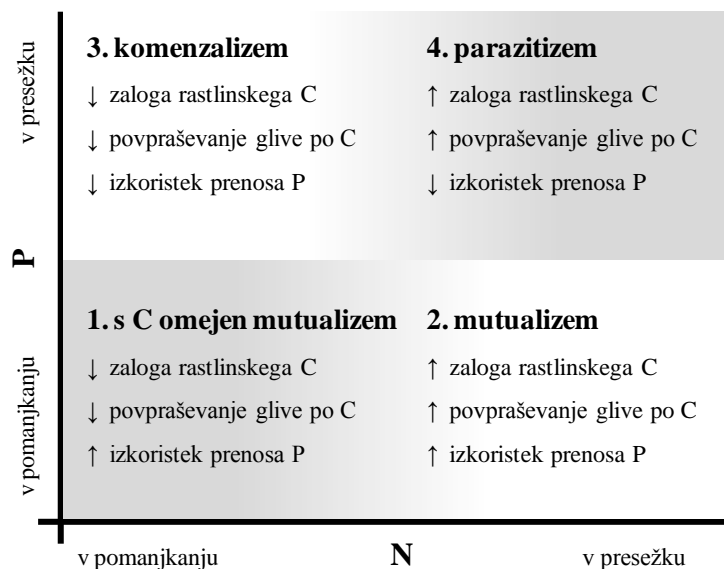 3. komenzalizem
↓ zaloga rastlinskega C
↓ povpraševanje glive po C
↓ izkoristek prenosa P
4. parazitizem
↑ zaloga rastlinskega C
↑ povpraševanje glive po C
↓ izkoristek prenosa P
v presežku
P
v pomanjkanju
1. s C omejen mutualizem
↓ zaloga rastlinskega C
↓ povpraševanje glive po C
↑ izkoristek prenosa P
2. mutualizem
↑ zaloga rastlinskega C
↑ povpraševanje glive po C
↑ izkoristek prenosa P
v pomanjkanju
N
v presežku